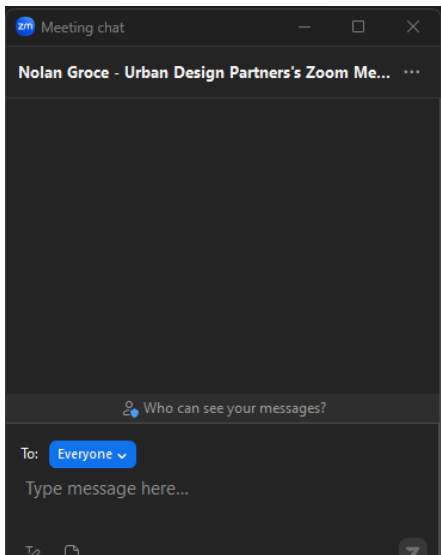 zm Meeting chat
Nolan Groce - Urban Design Partners's Zoom Me... ...
Who can see your messages?
To: Everyone
Type message here...